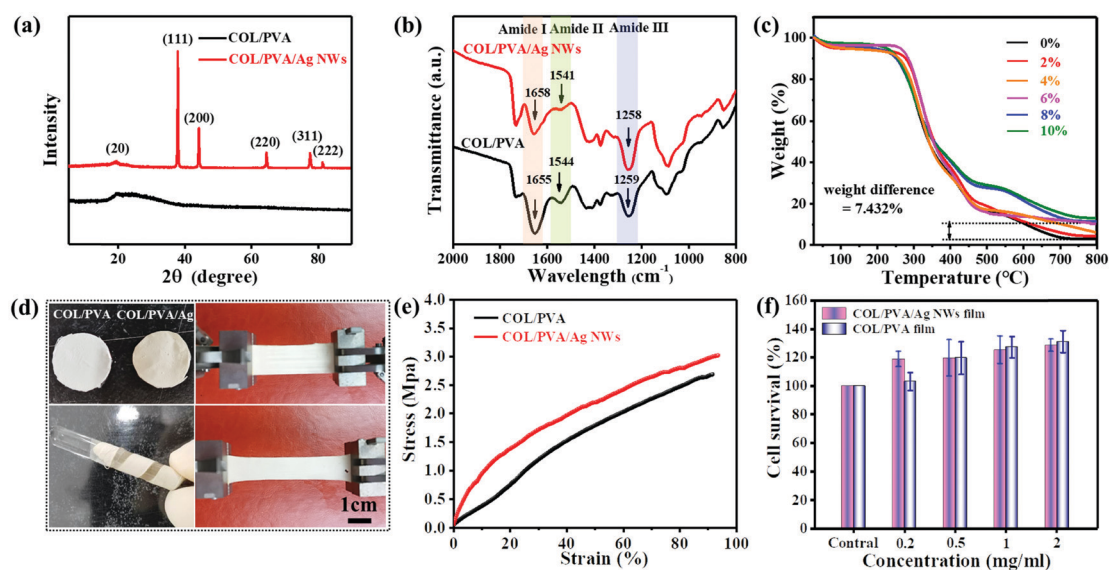 (a)
COL/PVA
COL/PVA/Ag NWs
(111)
(200)
(20)
(220)
(311)
(222)
Intensity
20
40
60
80
2θ (degree)
(b)
Amide I
Amide II
Amide III
COL/PVA/Ag NWs
1541
1658
1258
COL/PVA
1544
1655
1259
Transmittance (a.u.)
2000
1800
1600
1400
1200
1000
800
Wavelength (cm⁻¹)
(c)
0%
2%
4%
6%
8%
10%
weight difference
= 7.432%
Weight (%)
100
80
60
40
20
0
100
200
300
400
500
600
700
800
Temperature (℃)
(d)
COL/PVA
COL/PVA/Ag
1cm
(e)
COL/PVA
COL/PVA/Ag NWs
Stress (Mpa)
4.0
3.5
3.0
2.5
2.0
1.5
1.0
0.5
0.0
0
20
40
60
80
100
Strain (%)
(f)
COL/PVA/Ag NWs film
COL/PVA film
Cell survival (%)
160
140
120
100
80
60
40
20
0
Contral
0.2
0.5
1
2
Concentration (mg/ml)